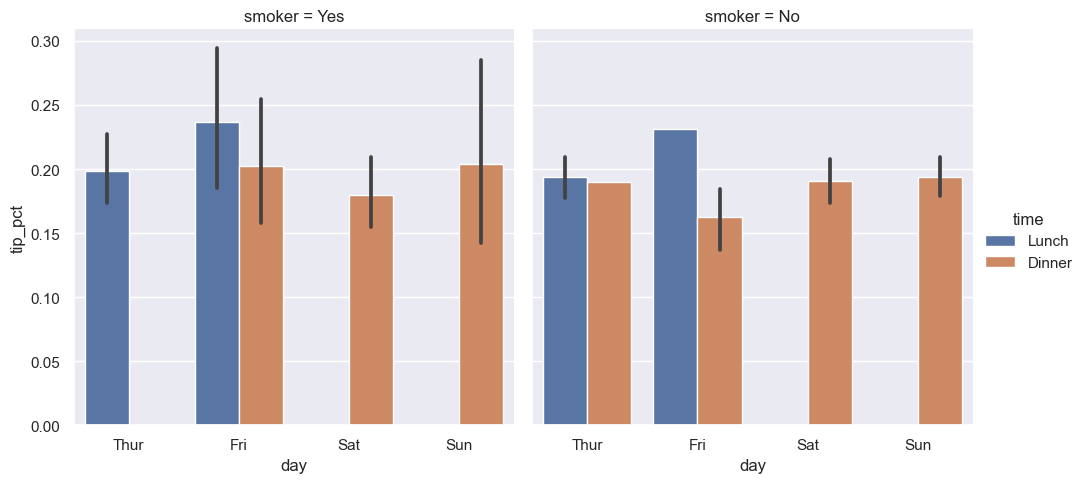 smoker = Yes
smoker = No
tip_pct
0.30
0.25
0.20
0.15
0.10
0.05
0.00
Thur Fri Sat Sun
day
Thur Fri Sat Sun
day
time
Lunch
Dinner